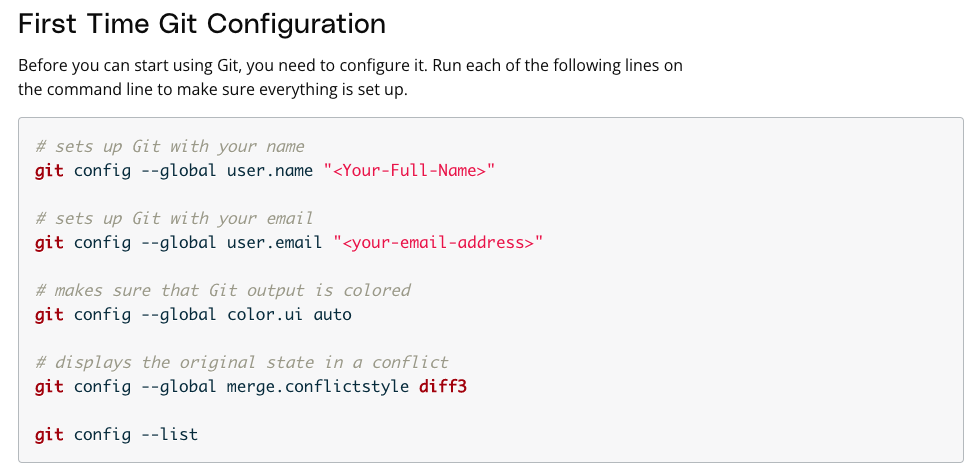 First Time Git Configuration
Before you can start using Git, you need to configure it. Run each of the following lines on
the command line to make sure everything is set up.
# sets up Git with your name
git config --global user.name "<Your-Full-Name>"
# sets up Git with your email
git config --global user.email "<your-email-address>"
# makes sure that Git output is colored
git config --global color.ui auto
# displays the original state in a conflict
git config --global merge.conflictstyle diff3
git config --list